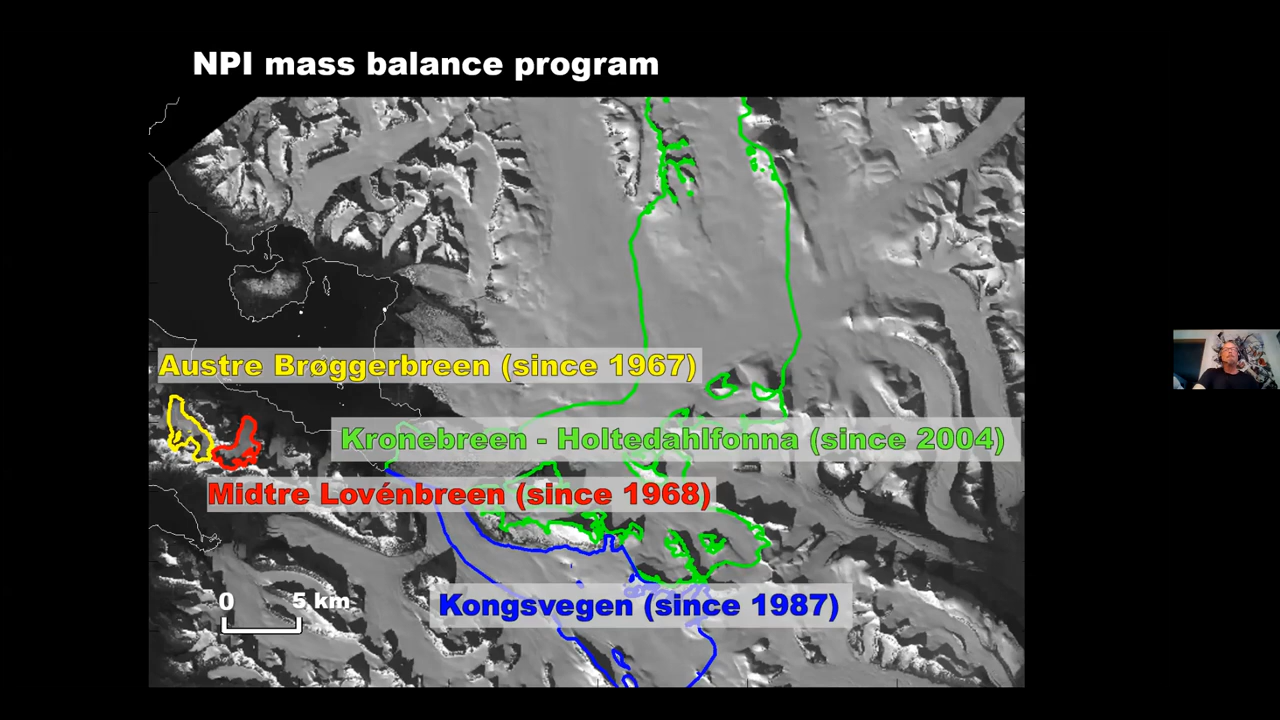 NPI mass balance program
Austre Brøggerbreen (since 1967)
Kronebreen - Holtedahlfonna (since 2004)
Midtre Lovénbreen (since 1968)
0 5 km
Kongsvegen (since 1987)